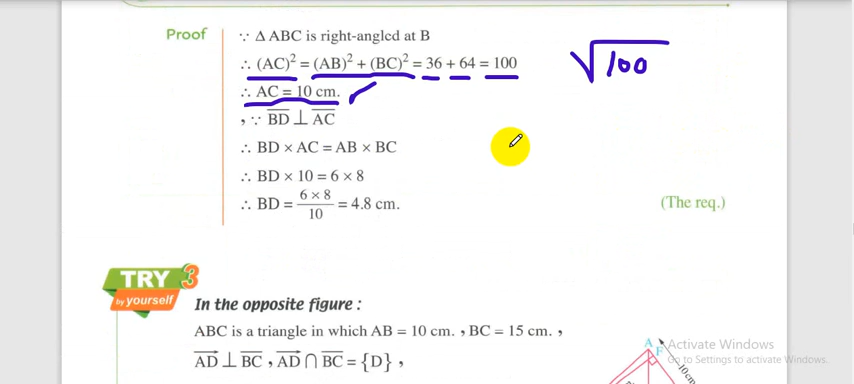 Proof
∵ Δ ABC is right-angled at B
∴ (AC)² = (AB)² + (BC)² = 36 + 64 = 100
√100
∴ AC = 10 cm.
, ∵ BD ⊥ AC
∴ BD × AC = AB × BC
∴ BD × 10 = 6 × 8
∴ BD = 6 × 8 / 10 = 4.8 cm.
(The req.)
TRY 3
by yourself
In the opposite figure :
ABC is a triangle in which AB = 10 cm. , BC = 15 cm. ,
AD ⊥ BC , AD ∩ BC = {D} ,
A
F
10cm
Activate Windows
Go to Settings to activate Windows.